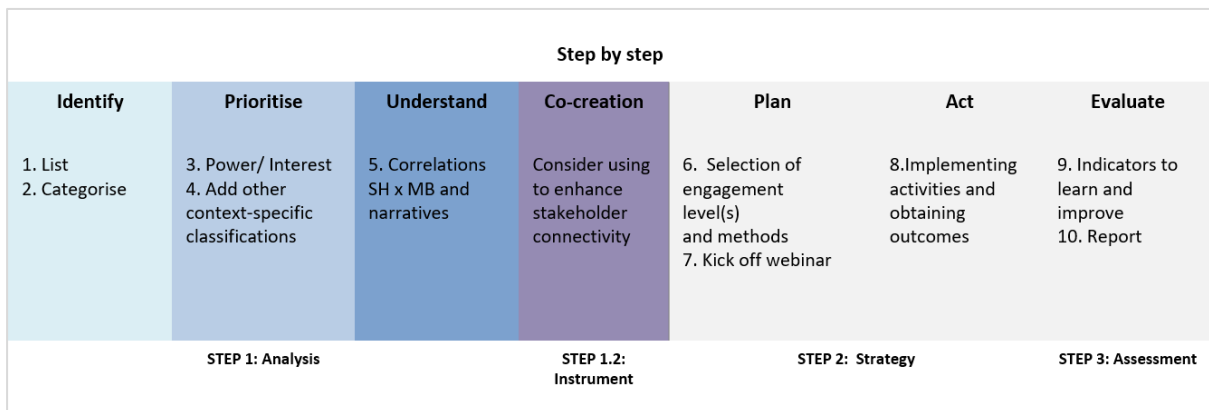 Step by step
Identify
1. List
2. Categorise
Prioritise
3. Power/ Interest
4. Add other
context-specific
classifications
Understand
5. Correlations
SH x MB and
narratives
Co-creation
Consider using
to enhance
stakeholder
connectivity
Plan
6.  Selection of
engagement
level(s)
and methods
7. Kick off webinar
Act
8.Implementing
activities and
obtaining
outcomes
Evaluate
9. Indicators to
learn and
improve
10. Report
STEP 1: Analysis
STEP 1.2:
Instrument
STEP 2:  Strategy
STEP 3: Assessment